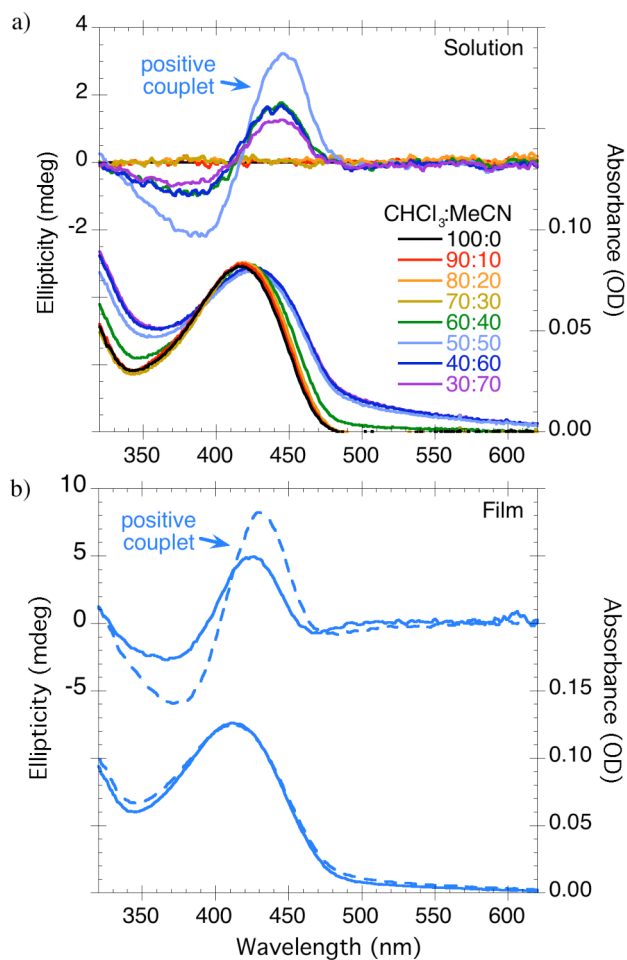 a)
4
2
0
-2
Ellipticity (mdeg)
positive
couplet
Solution
CHCl3:MeCN
100:0
90:10
80:20
70:30
60:40
50:50
40:60
30:70
0.10
0.05
0.00
Absorbance (OD)
350 400 450 500 550 600
b)
10
5
0
-5
Ellipticity (mdeg)
positive
couplet
Film
0.15
0.10
0.05
0.00
Absorbance (OD)
350 400 450 500 550 600
Wavelength (nm)